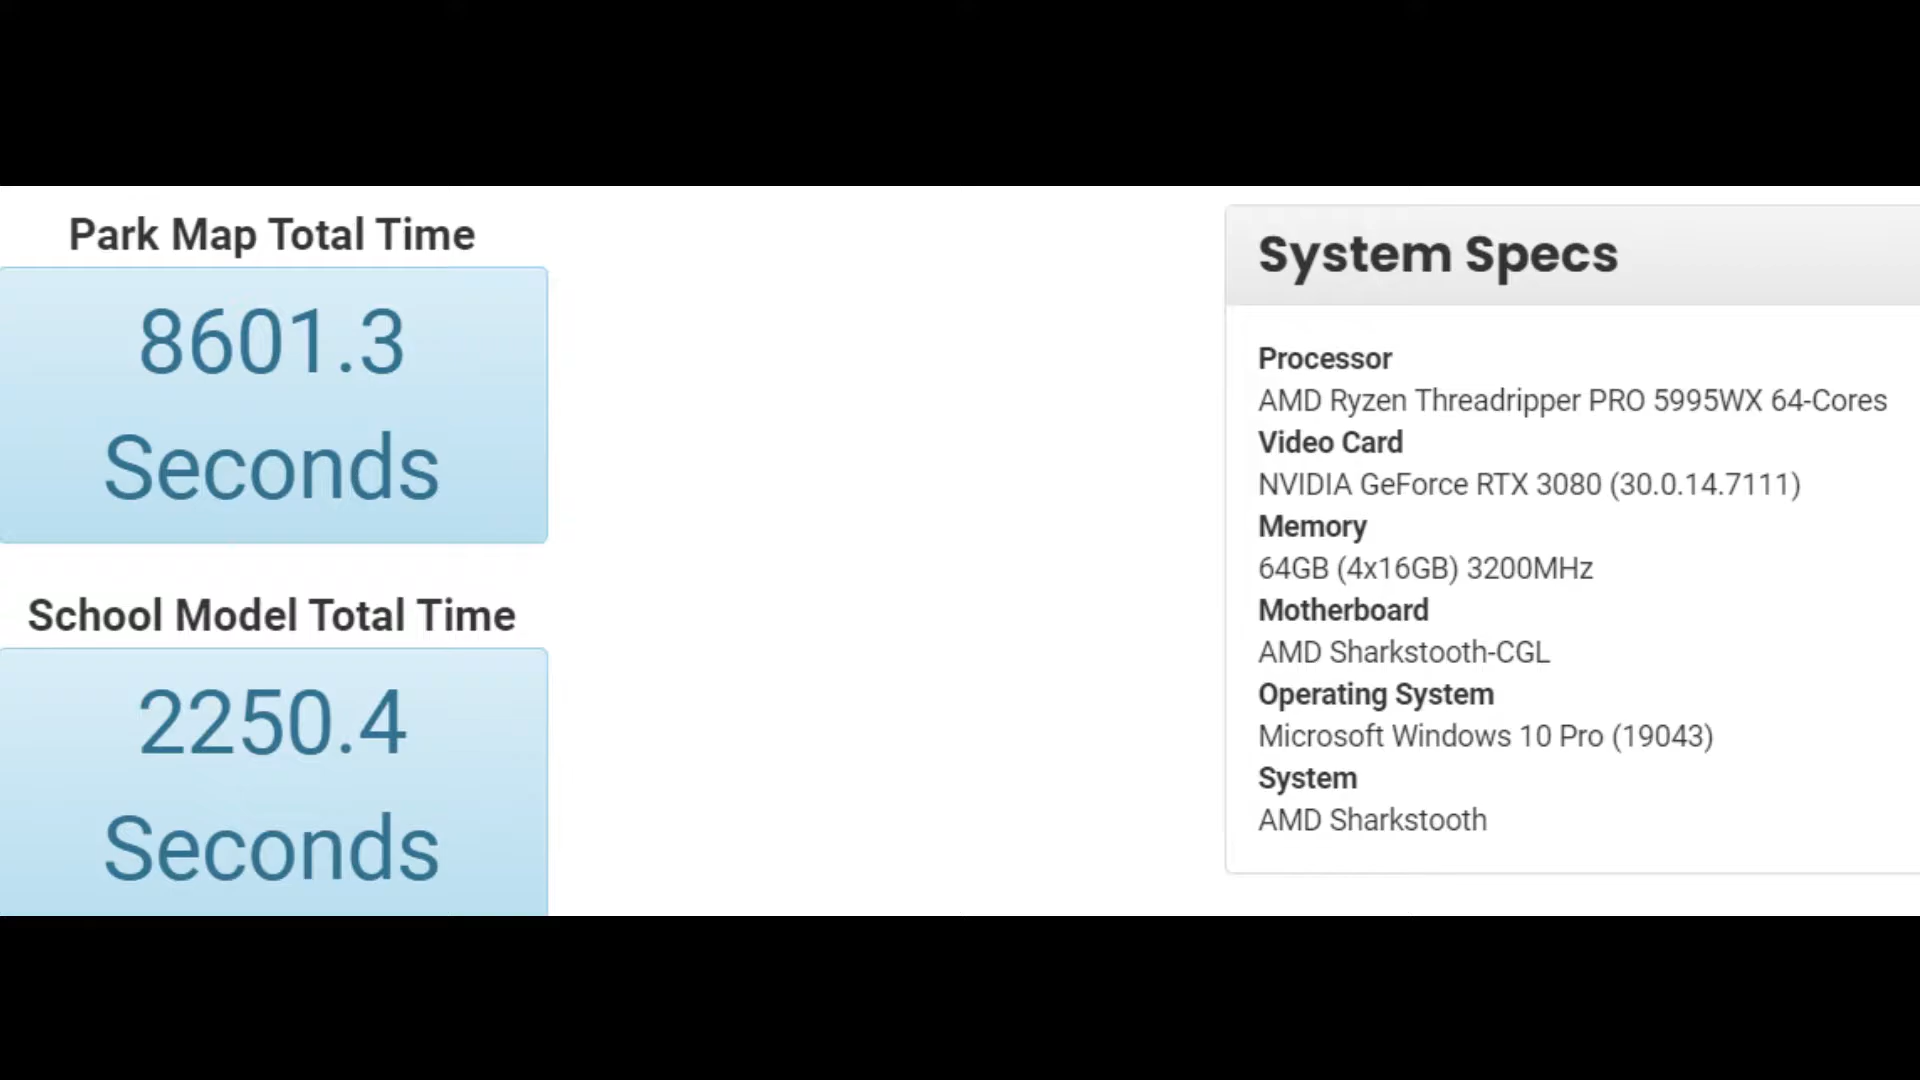 Park Map Total Time
8601.3
Seconds
School Model Total Time
2250.4
Seconds
System Specs
Processor
AMD Ryzen Threadripper PRO 5995WX 64-Cores
Video Card
NVIDIA GeForce RTX 3080 (30.0.14.7111)
Memory
64GB (4x16GB) 3200MHz
Motherboard
AMD Sharkstooth-CGL
Operating System
Microsoft Windows 10 Pro (19043)
System
AMD Sharkstooth